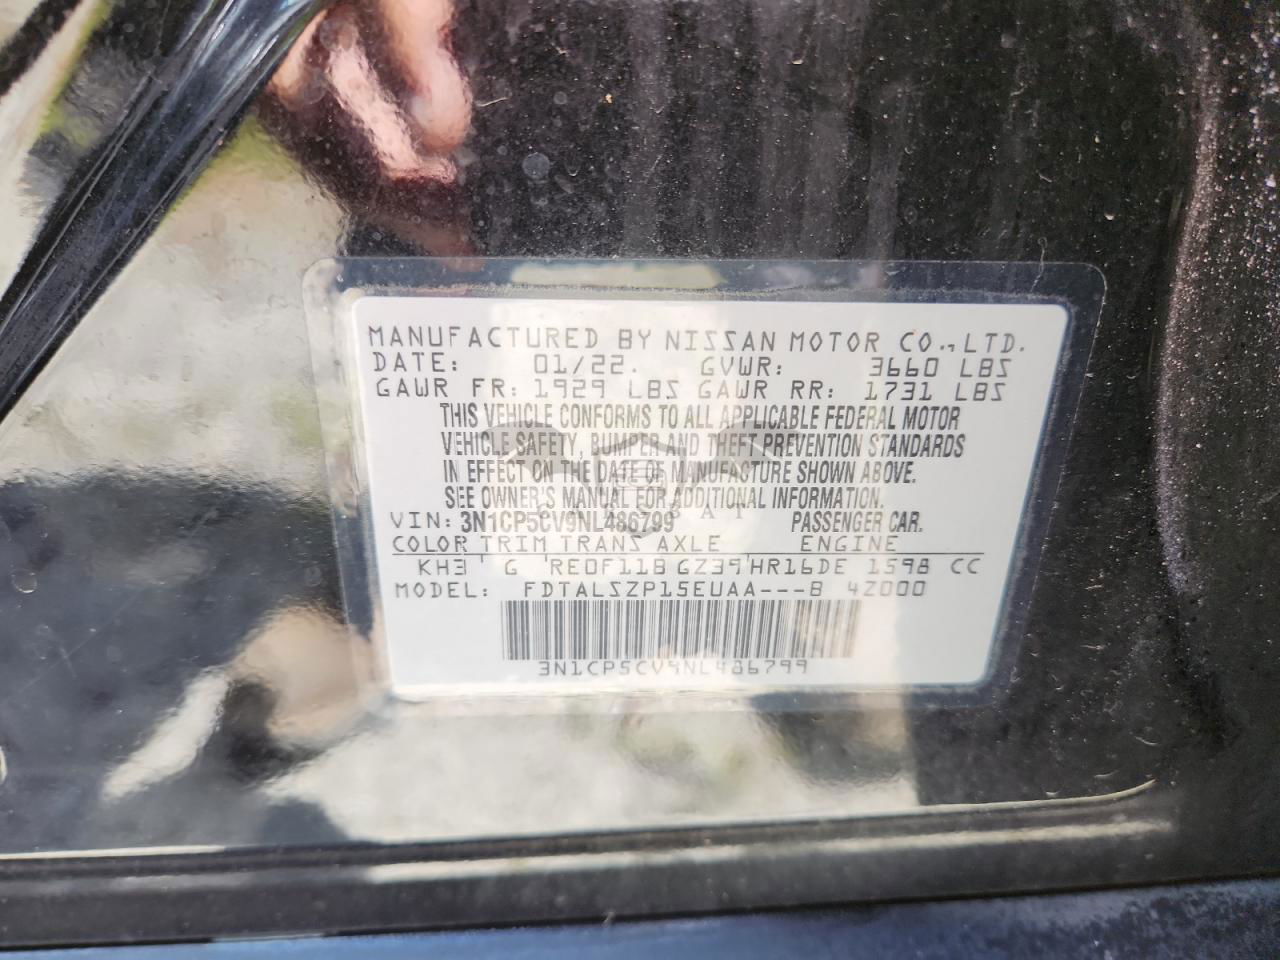 MANUFACTURED BY NISSAN MOTOR CO., LTD.
DATE: 01/22. GVWR: 3660 LBS
GAWR FR: 1929 LBS GAWR RR: 1731 LBS
THIS VEHICLE CONFORMS TO ALL APPLICABLE FEDERAL MOTOR
VEHICLE SAFETY, BUMPER AND THEFT PREVENTION STANDARDS
IN EFFECT ON THE DATE OF MANUFACTURE SHOWN ABOVE.
SEE OWNER'S MANUAL FOR ADDITIONAL INFORMATION.
VIN: 3N1CP5CV9NL486799 PASSENGER CAR.
COLOR TRIM TRANS AXLE ENGINE
KH3 G RE0F11B GZ39 HR16DE 1598 CC
MODEL: FDTALSZP15EUAA---B 4Z000
3N1CP5CV9NL486799